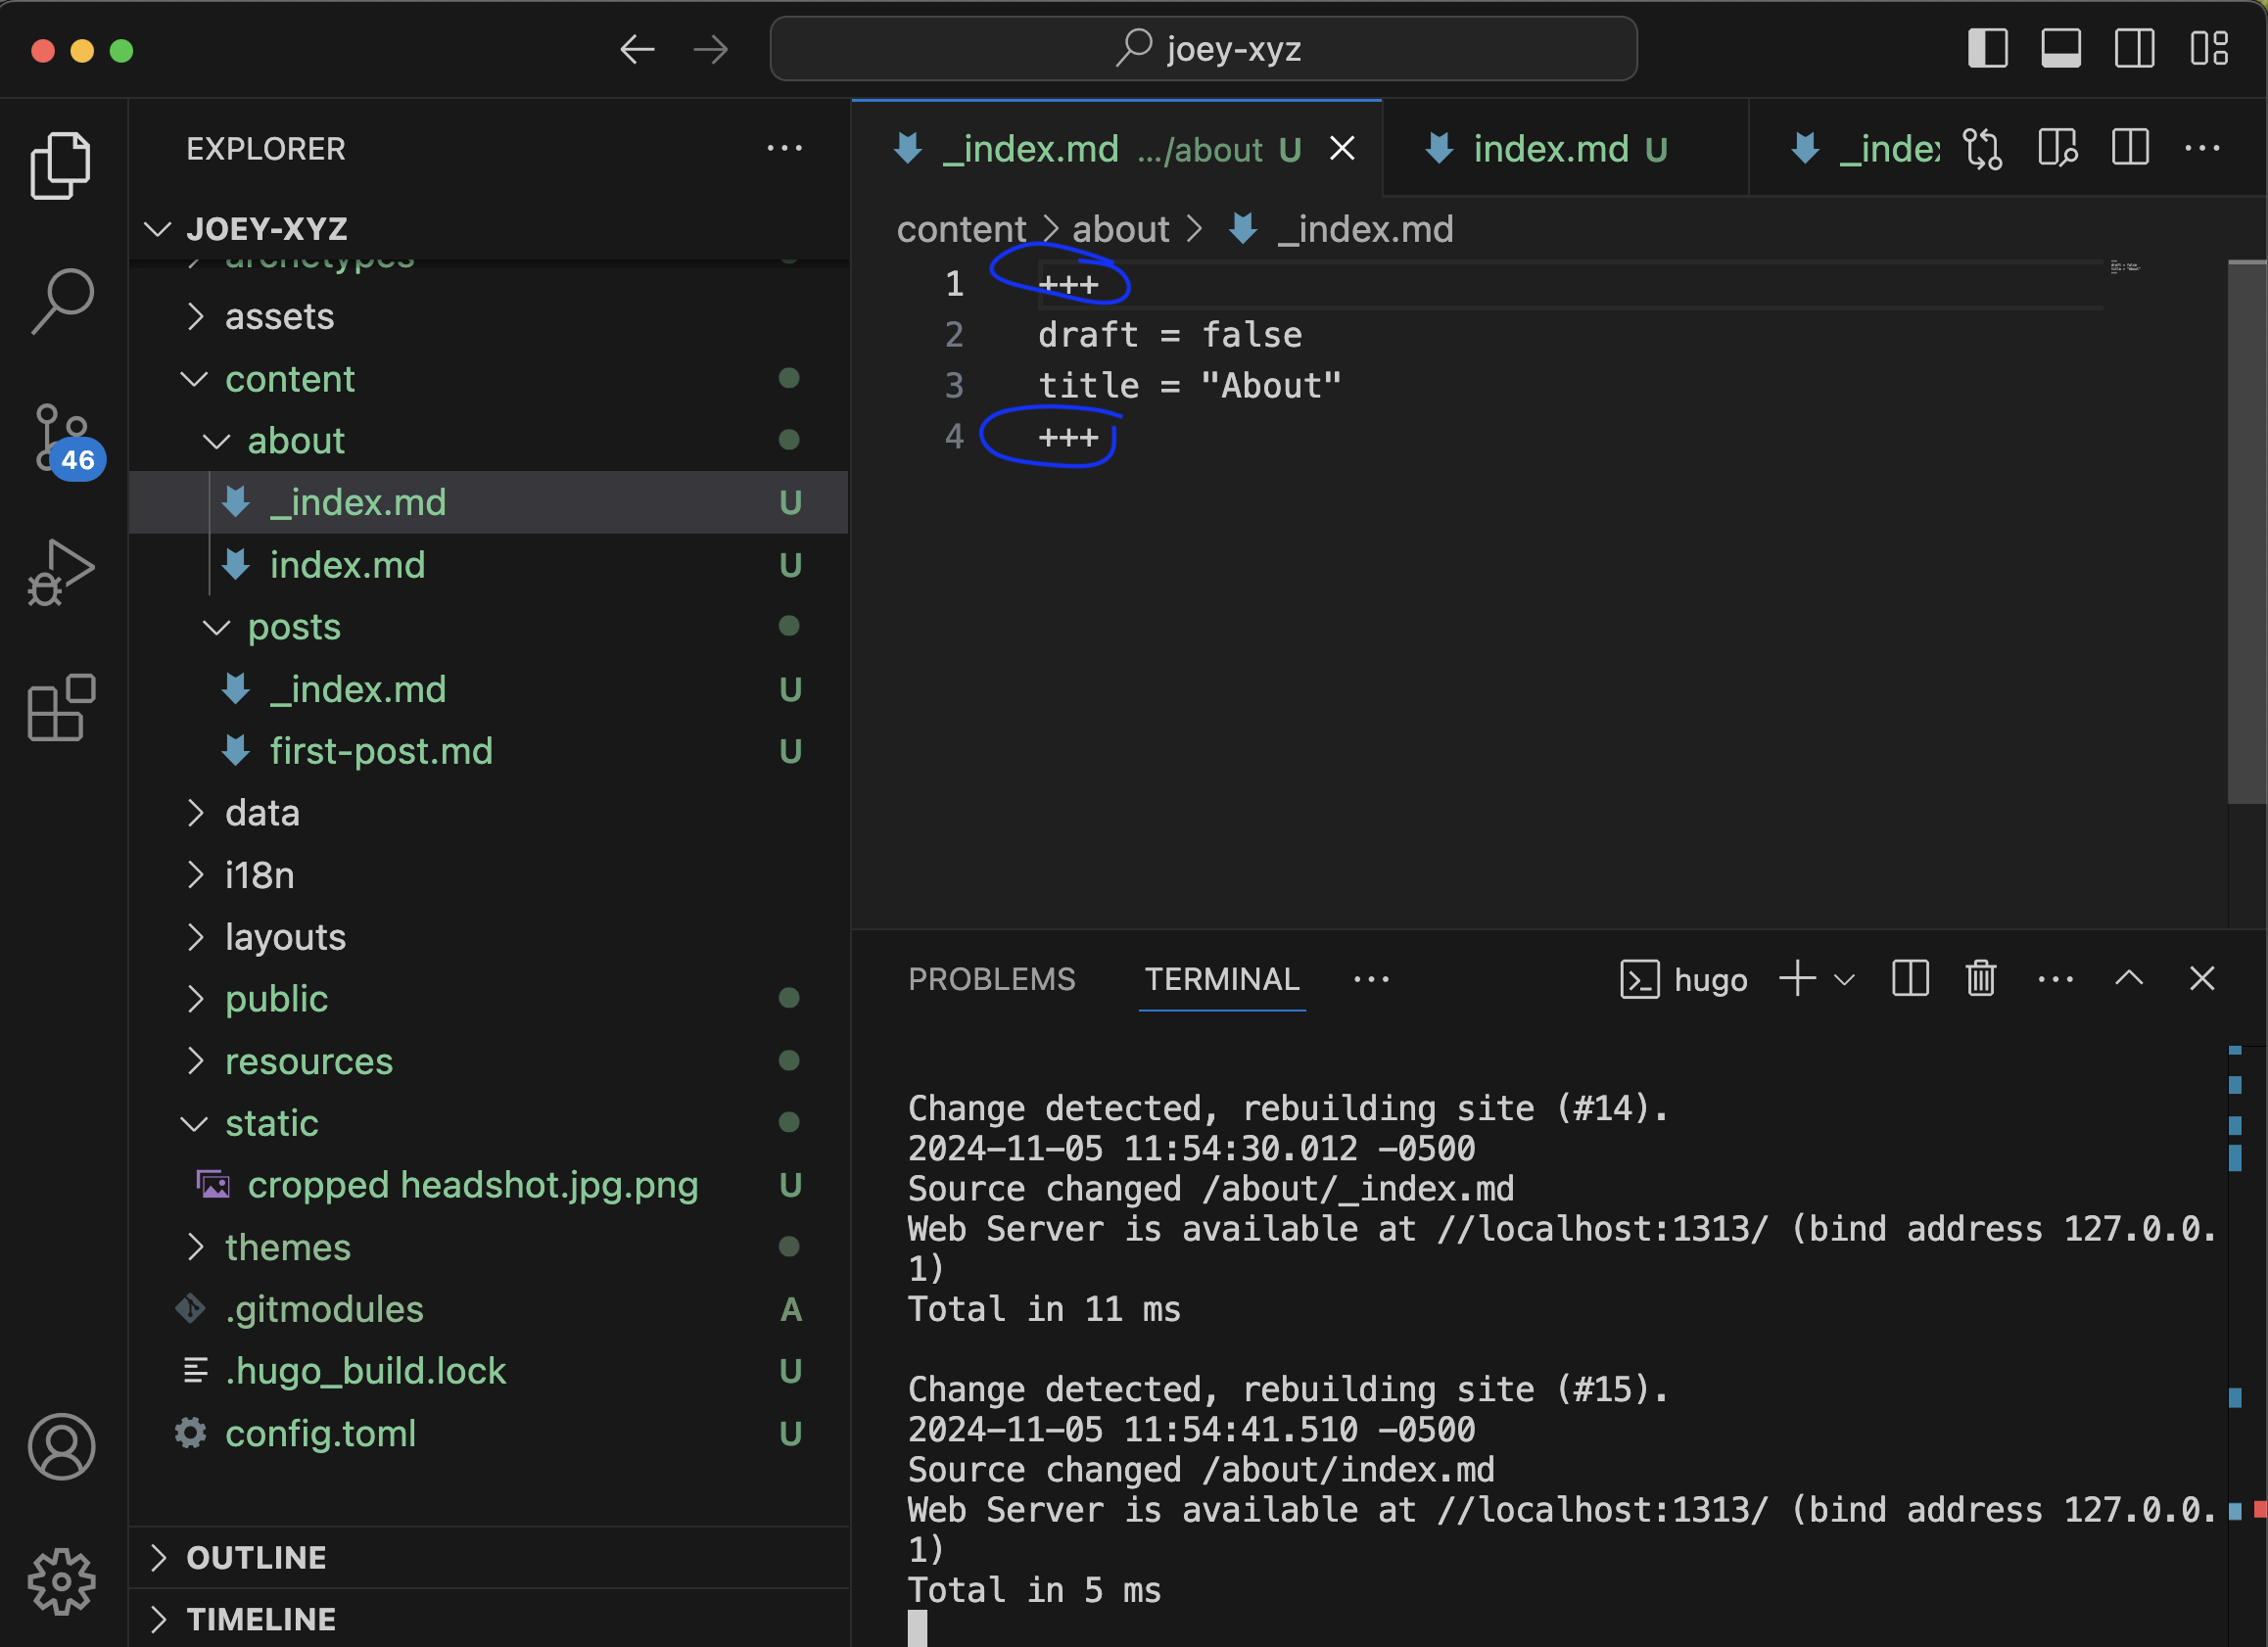 joey-xyz
EXPLORER
JOEY-XYZ
archetypes
assets
content
about
_index.md U
index.md U
posts
_index.md U
first-post.md U
data
i18n
layouts
public
resources
static
cropped headshot.jpg.png U
themes
.gitmodules A
.hugo_build.lock U
config.toml U
OUTLINE
TIMELINE
46
_index.md .../about U
index.md U
_inde
content > about > _index.md
1 +++
2 draft = false
3 title = "About"
4 +++
PROBLEMS TERMINAL ... hugo
Change detected, rebuilding site (#14).
2024-11-05 11:54:30.012 -0500
Source changed /about/_index.md
Web Server is available at //localhost:1313/ (bind address 127.0.0.
1)
Total in 11 ms
Change detected, rebuilding site (#15).
2024-11-05 11:54:41.510 -0500
Source changed /about/index.md
Web Server is available at //localhost:1313/ (bind address 127.0.0.
1)
Total in 5 ms